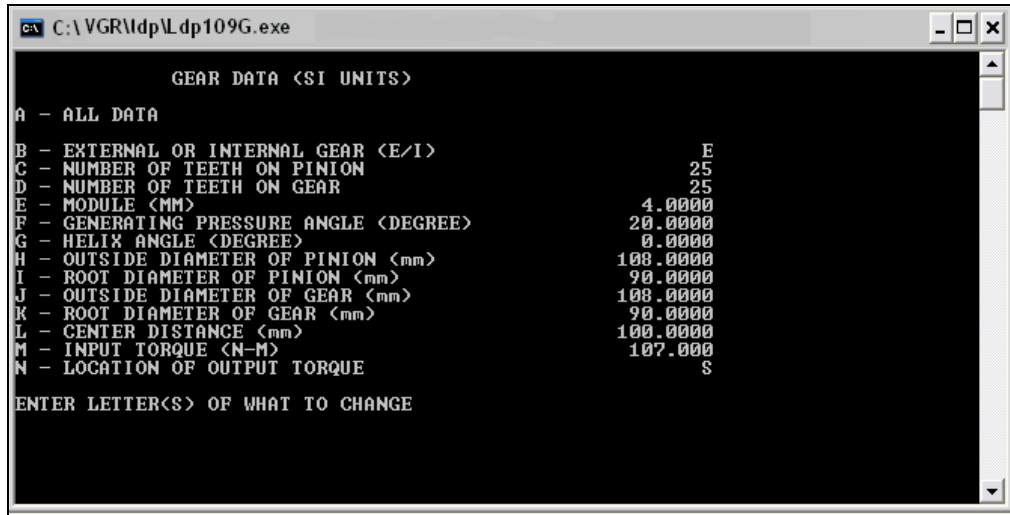 C:\VGR\ldp\Ldp109G.exe
GEAR DATA (SI UNITS)
A - ALL DATA
B - EXTERNAL OR INTERNAL GEAR (E/I) E
C - NUMBER OF TEETH ON PINION 25
D - NUMBER OF TEETH ON GEAR 25
E - MODULE (MM) 4.0000
F - GENERATING PRESSURE ANGLE (DEGREE) 20.0000
G - HELIX ANGLE (DEGREE) 0.0000
H - OUTSIDE DIAMETER OF PINION (mm) 108.0000
I - ROOT DIAMETER OF PINION (mm) 90.0000
J - OUTSIDE DIAMETER OF GEAR (mm) 108.0000
K - ROOT DIAMETER OF GEAR (mm) 90.0000
L - CENTER DISTANCE (mm) 100.0000
M - INPUT TORQUE (N-M) 107.000
N - LOCATION OF OUTPUT TORQUE S
ENTER LETTER(S) OF WHAT TO CHANGE